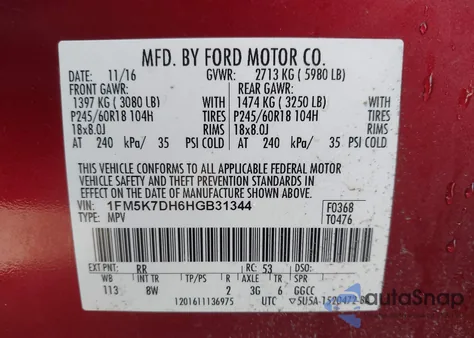 MFD. BY FORD MOTOR CO.
DATE: 11/16 GVWR: 2713 KG ( 5980 LB)
FRONT GAWR: REAR GAWR:
1397 KG ( 3080 LB) 1474 KG ( 3250 LB)
P245/60R18 104H TIRES P245/60R18 104H TIRES
18x8.0J RIMS 18x8.0J RIMS
AT 240 kPa/ 35 PSI COLD AT 240 kPa/ 35 PSI COLD
THIS VEHICLE CONFORMS TO ALL APPLICABLE FEDERAL MOTOR
VEHICLE SAFETY AND THEFT PREVENTION STANDARDS IN EFFECT
ON THE DATE OF MANUFACTURE SHOWN ABOVE.
VIN: 1FM5K7DH6HGB31344 F0368
TYPE: MPV T0476
EXT PNT: RR RC: 53 DSO:
WB INT TR TP/PS R AXLE TR SPR
113 8W 2 3G 6 GGCC
1201611136975 UTC
autoSnap